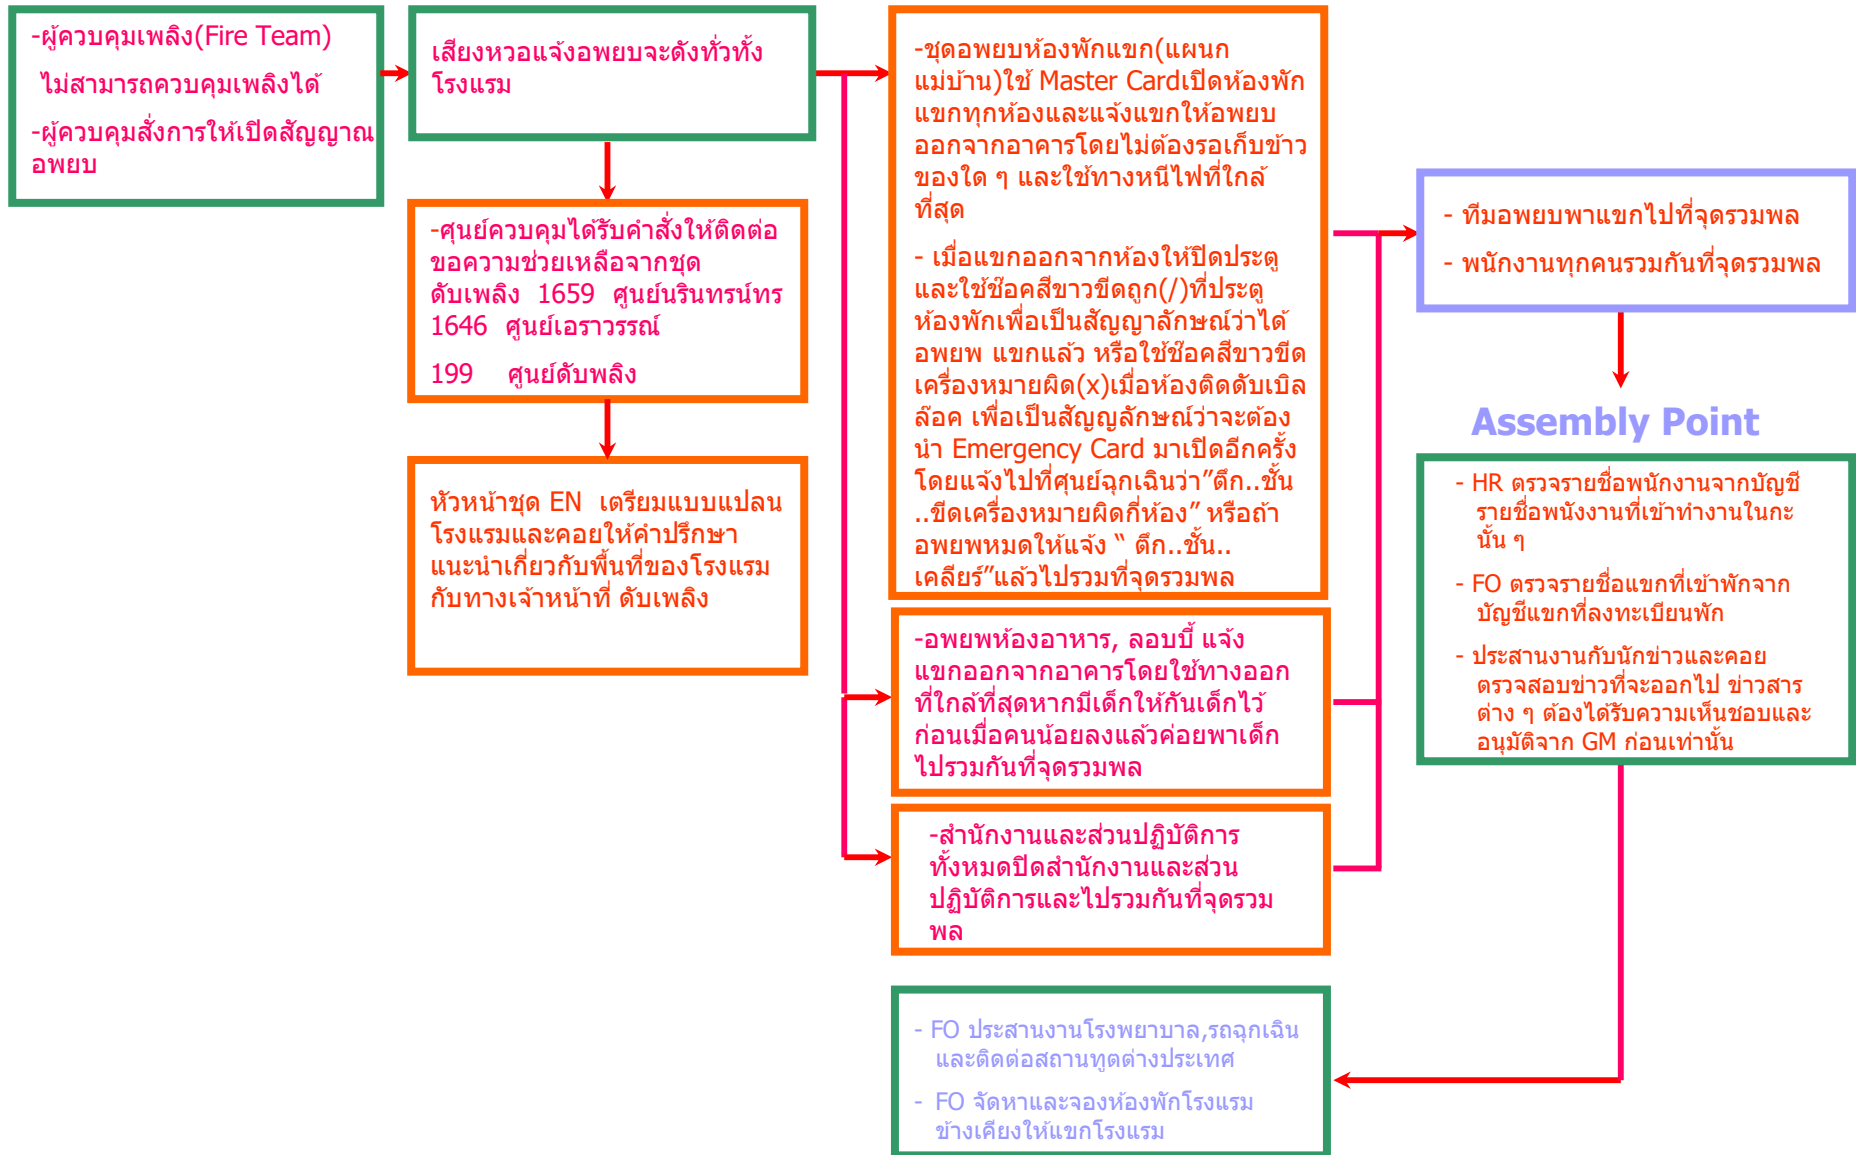 -ผู้ควบคุมเพลิง(Fire Team)
ไม่สามารถควบคุมเพลิงได้
-ผู้ควบคุมสั่งการให้เปิดสัญญาณ
อพยบ
เสียงหวอแจ้งอพยบจะดังทั่วทั้ง
โรงแรม
-ศูนย์ควบคุมได้รับคำสั่งให้ติดต่อ
ขอความช่วยเหลือจากชุด
ดับเพลิง 1659 ศูนย์นรินทรน์ทร
1646 ศูนย์เอราวรรณ์
199 ศูนย์ดับพลิง
หัวหน้าชุด EN เตรียมแบบแปลน
โรงแรมและคอยให้คำปรึกษา
แนะนำเกี่ยวกับพื้นที่ของโรงแรม
กับทางเจ้าหน้าที่ ดับเพลิง
-ชุดอพยบห้องพักแขก(แผนก
แม่บ้าน)ใช้ Master Cardเปิดห้องพัก
แขกทุกห้องและแจ้งแขกให้อพยบ
ออกจากอาคารโดยไม่ต้องรอเก็บข้าว
ของใด ๆ และใช้ทางหนีไฟที่ใกล้
ที่สุด
- เมื่อแขกออกจากห้องให้ปิดประตู
และใช้ช๊อคสีขาวขีดถูก(/)ที่ประตู
ห้องพักเพื่อเป็นสัญญาลักษณ์ว่าได้
อพยพ แขกแล้ว หรือใช้ช๊อคสีขาวขีด
เครื่องหมายผิด(x)เมื่อห้องติดดับเบิล
ล๊อค เพื่อเป็นสัญญลักษณ์ว่าจะต้อง
นำ Emergency Card มาเปิดอีกครั้ง
โดยแจ้งไปที่ศูนย์ฉุกเฉินว่า”ตึก..ชั้น
..ขีดเครื่องหมายผิดกี่ห้อง” หรือถ้า
อพยพหมดให้แจ้ง “ ตึก..ชั้น..
เคลียร์”แล้วไปรวมที่จุดรวมพล
-อพยพห้องอาหาร, ลอบบี้ แจ้ง
แขกออกจากอาคารโดยใช้ทางออก
ที่ใกล้ที่สุดหากมีเด็กให้กันเด็กไว้
ก่อนเมื่อคนน้อยลงแล้วค่อยพาเด็ก
ไปรวมกันที่จุดรวมพล
-สำนักงานและส่วนปฏิบัติการ
ทั้งหมดปิดสำนักงานและส่วน
ปฏิบัติการและไปรวมกันที่จุดรวม
พล
- ทีมอพยบพาแขกไปที่จุดรวมพล
- พนักงานทุกคนรวมกันที่จุดรวมพล
Assembly Point
- HR ตรวจรายชื่อพนักงานจากบัญชี
รายชื่อพนังงานที่เข้าทำงานในกะ
นั้น ๆ
- FO ตรวจรายชื่อแขกที่เข้าพักจาก
บัญชีแขกที่ลงทะเบียนพัก
- ประสานงานกับนักข่าวและคอย
ตรวจสอบข่าวที่จะออกไป ข่าวสาร
ต่าง ๆ ต้องได้รับความเห็นชอบและ
อนุมัติจาก GM ก่อนเท่านั้น
- FO ประสานงานโรงพยาบาล,รถฉุกเฉิน
และติดต่อสถานทูตต่างประเทศ
- FO จัดหาและจองห้องพักโรงแรม
ข้างเคียงให้แขกโรงแรม